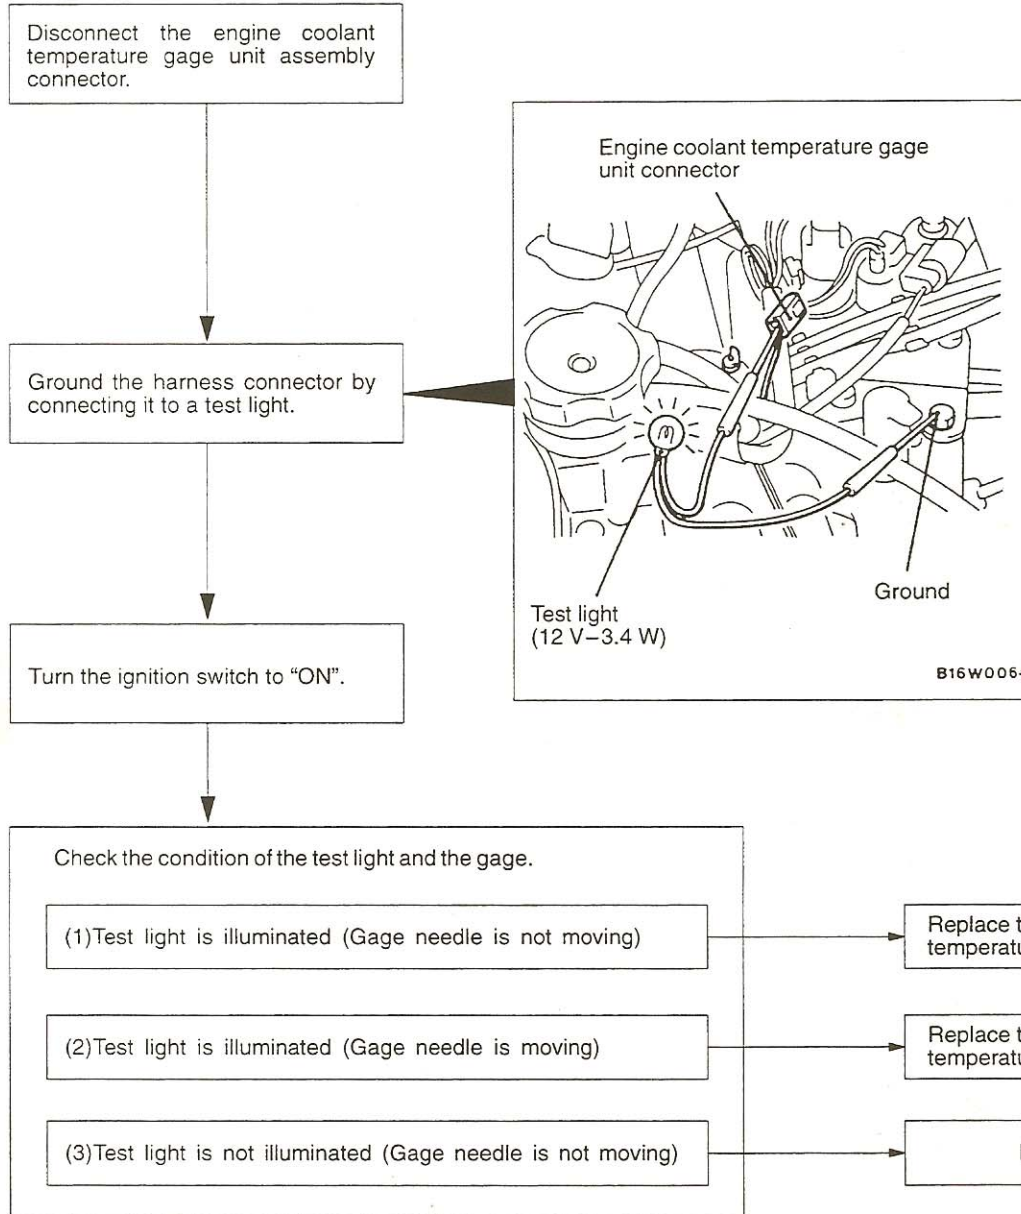 Disconnect the engine coolant
temperature gage unit assembly
connector.
Engine coolant temperature gage
unit connector
Ground the harness connector by
connecting it to a test light.
Ground
Test light
(12 V–3.4 W)
Turn the ignition switch to “ON”.
B16W006-
Check the condition of the test light and the gage.
(1)Test light is illuminated (Gage needle is not moving)
Replace
(2)Test light is illuminated (Gage needle is moving)
Replace
(3)Test light is not illuminated (Gage needle is not moving)